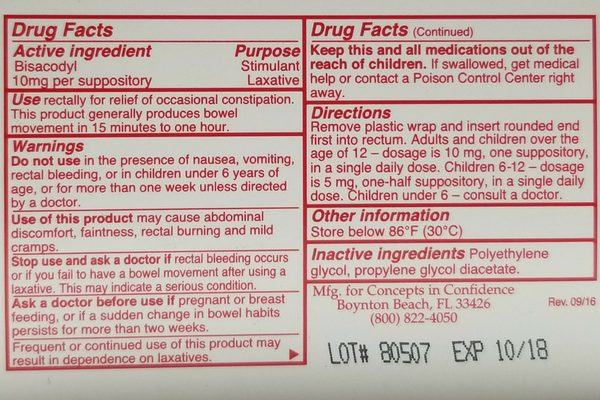 Drug Facts
Active ingredient Purpose
Bisacodyl Stimulant
10mg per suppository Laxative
Use rectally for relief of occasional constipation.
This product generally produces bowel
movement in 15 minutes to one hour.
Warnings
Do not use in the presence of nausea, vomiting,
rectal bleeding, or in children under 6 years of
age, or for more than one week unless directed
by a doctor.
Use of this product may cause abdominal
discomfort, faintness, rectal burning and mild
cramps.
Stop use and ask a doctor if rectal bleeding occurs
or if you fail to have a bowel movement after using a
laxative. This may indicate a serious condition.
Ask a doctor before use if pregnant or breast
feeding, or if a sudden change in bowel habits
persists for more than two weeks.
Frequent or continued use of this product may
result in dependence on laxatives.
Drug Facts (Continued)
Keep this and all medications out of the
reach of children. If swallowed, get medical
help or contact a Poison Control Center right
away.
Directions
Remove plastic wrap and insert rounded end
first into rectum. Adults and children over the
age of 12 – dosage is 10 mg, one suppository,
in a single daily dose. Children 6-12 – dosage
is 5 mg, one-half suppository, in a single daily
dose. Children under 6 – consult a doctor.
Other information
Store below 86°F (30°C)
Inactive ingredients Polyethylene
glycol, propylene glycol diacetate.
Mfg. for Concepts in Confidence
Boynton Beach, FL 33426
(800) 822-4050
Rev. 09/16
LOT# 80507 EXP 10/18